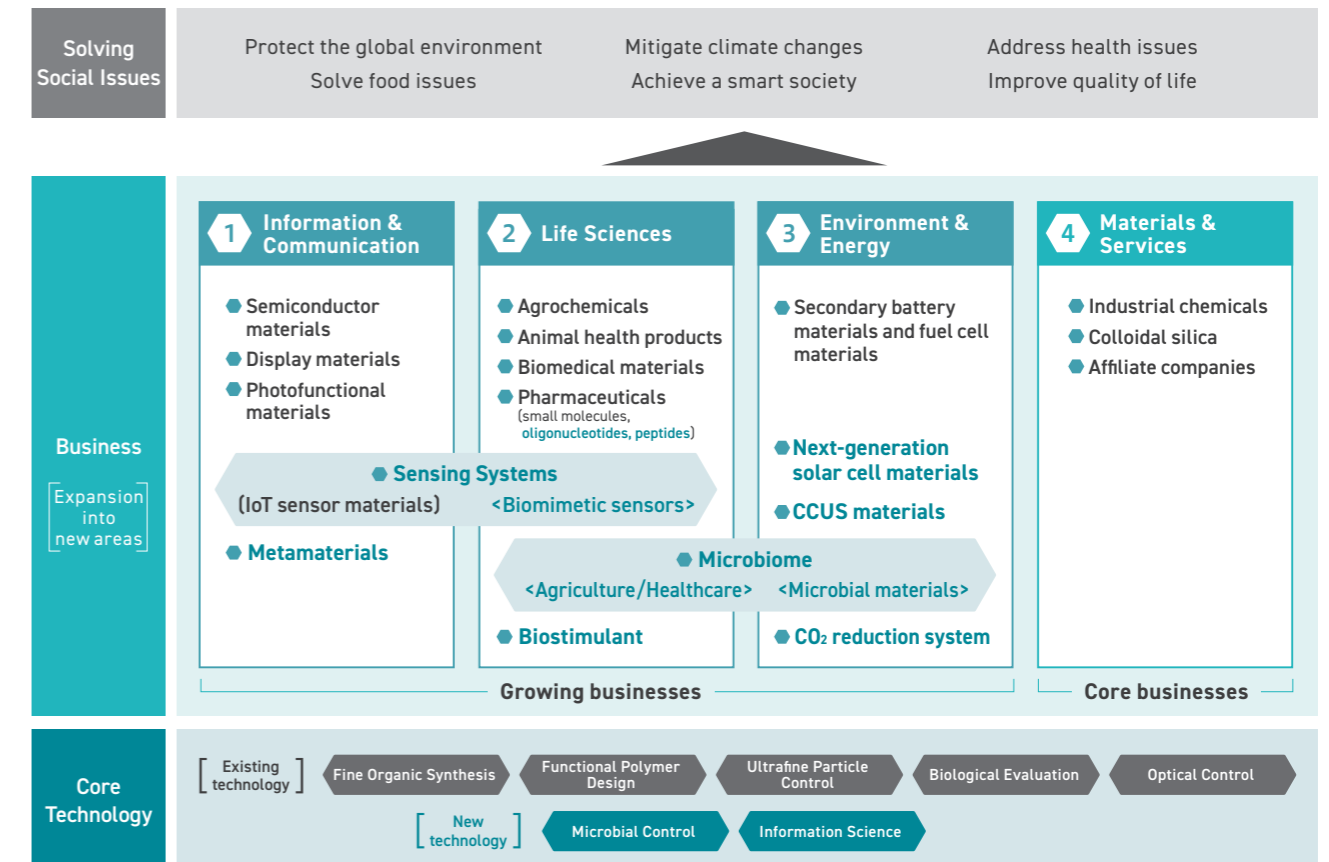 Solving
Social Issues
Protect the global environment
Mitigate climate changes
Address health issues
Solve food issues
Achieve a smart society
Improve quality of life
Business
Expansion
into
new areas
1
Information &
Communication
Semiconductor
materials
Display materials
Photofunctional
materials
2
Life Sciences
Agrochemicals
Animal health products
Biomedical materials
Pharmaceuticals
(small molecules,
oligonucleotides, peptides)
3
Environment &
Energy
Secondary battery
materials and fuel cell
materials
Next-generation
solar cell materials
CCUS materials
4
Materials &
Services
Industrial chemicals
Colloidal silica
Affiliate companies
Sensing Systems
(IoT sensor materials)
<Biomimetic sensors>
Metamaterials
Microbiome
<Agriculture/Healthcare>
<Microbial materials>
Biostimulant
CO₂ reduction system
Growing businesses
Core businesses
Core
Technology
Existing
technology
Fine Organic Synthesis
Functional Polymer
Design
Ultrafine Particle
Control
Biological Evaluation
Optical Control
New
technology
Microbial Control
Information Science